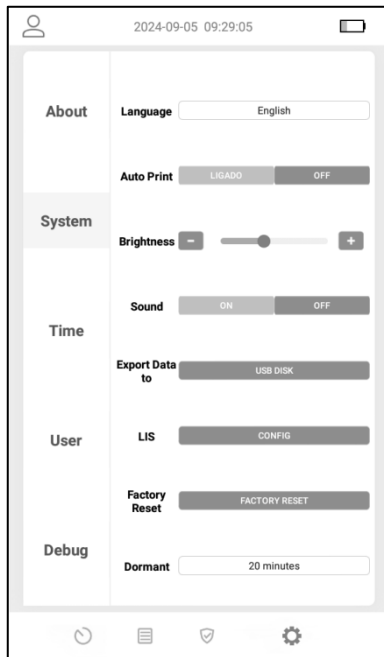 2024-09-05 09:29:05
About
System
Time
User
Debug
Language English
Auto Print LIGADO OFF
Brightness - +
Sound ON OFF
Export Data
to USB DISK
LIS CONFIG
Factory
Reset FACTORY RESET
Dormant 20 minutes